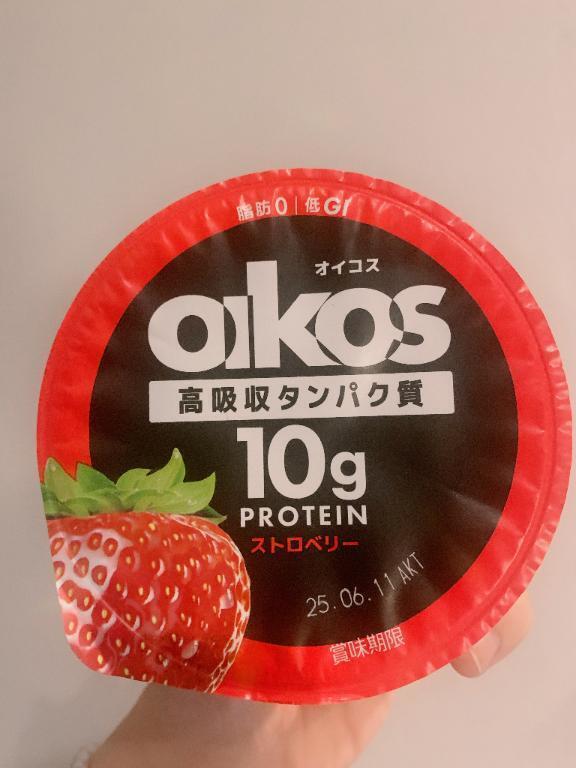 脂肪0|低GI
オイコス
oikos
高吸収タンパク質
10g
PROTEIN
ストロベリー
25.06.11 AKT
賞味期限